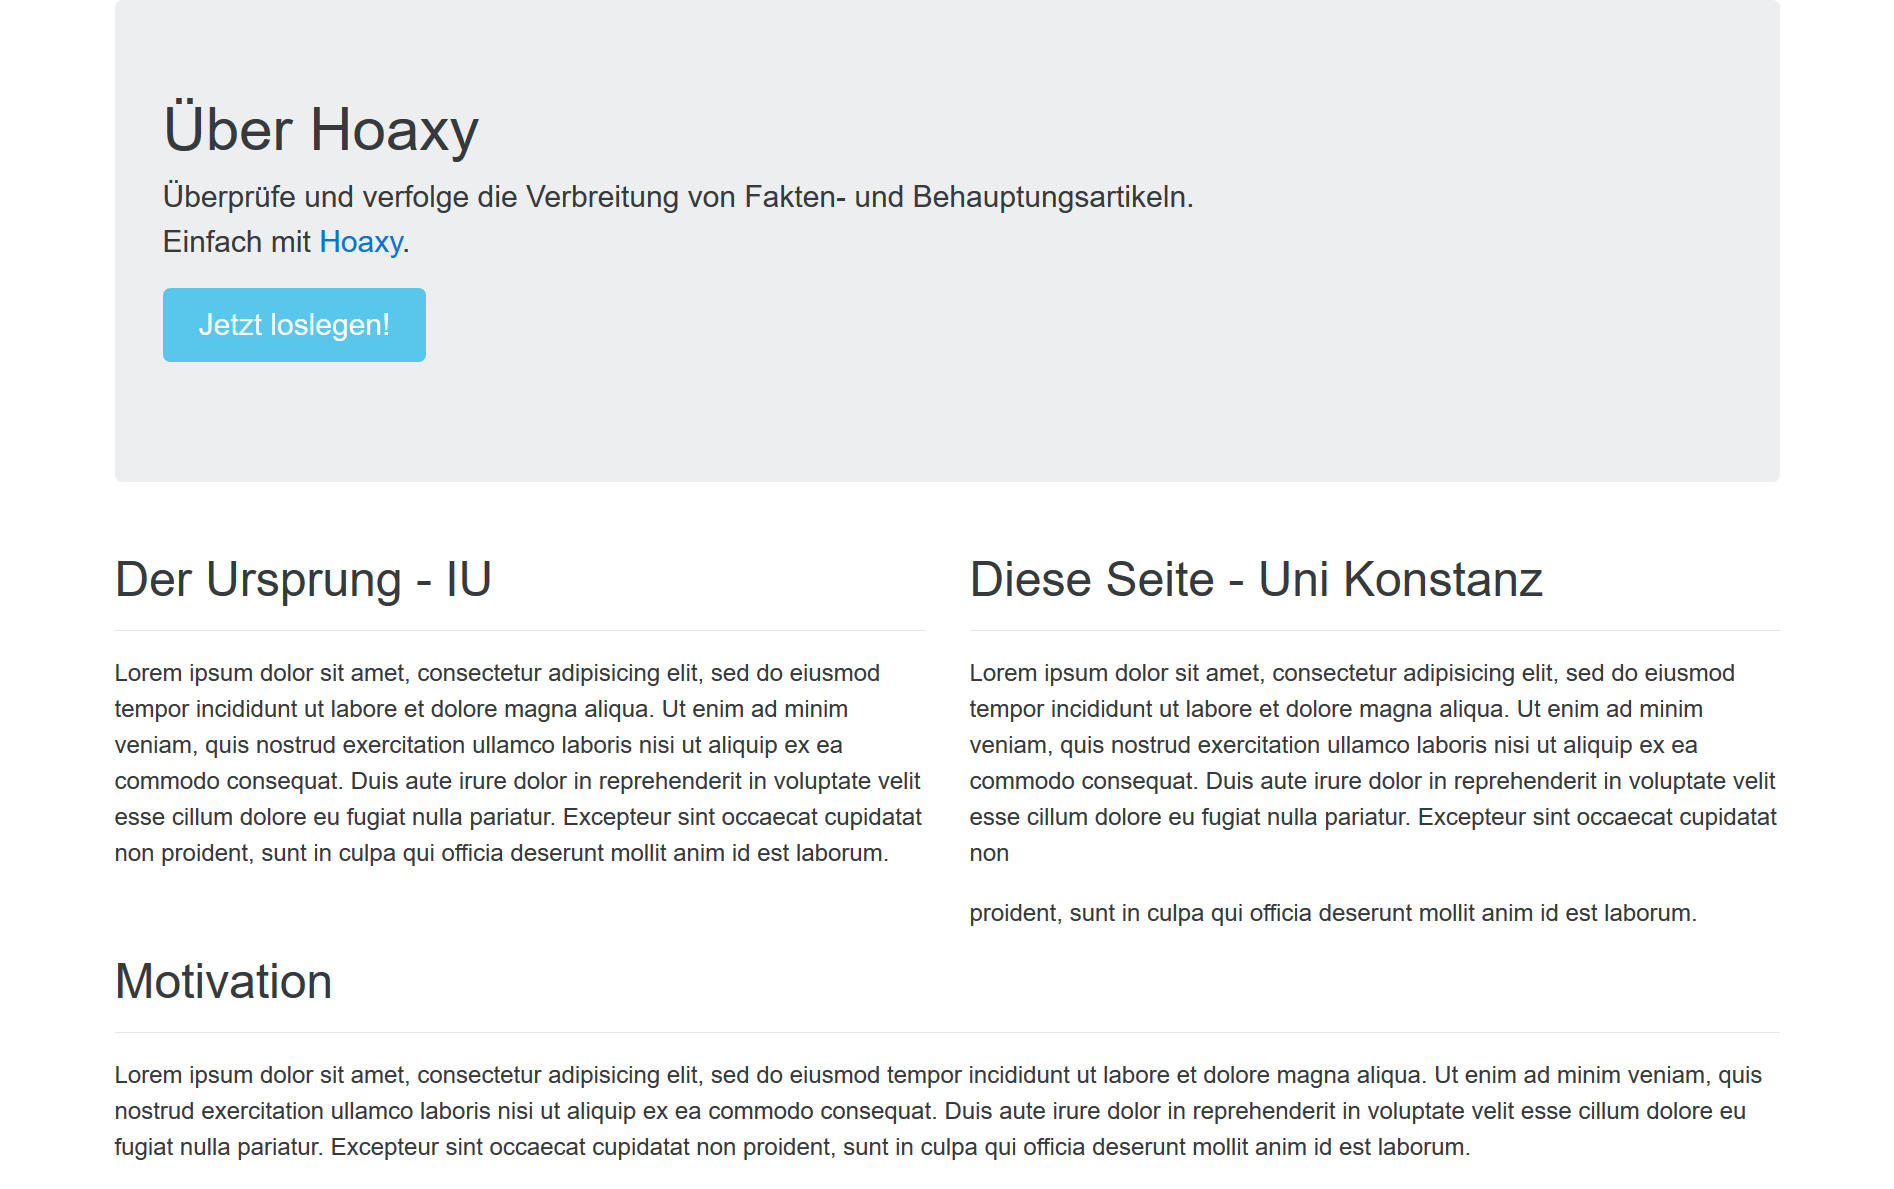 Über Hoaxy
Überprüfe und verfolge die Verbreitung von Fakten- und Behauptungsartikeln.
Einfach mit Hoaxy.
Jetzt loslegen!
Der Ursprung - IU
Lorem ipsum dolor sit amet, consectetur adipisicing elit, sed do eiusmod
tempor incididunt ut labore et dolore magna aliqua. Ut enim ad minim
veniam, quis nostrud exercitation ullamco laboris nisi ut aliquip ex ea
commodo consequat. Duis aute irure dolor in reprehenderit in voluptate velit
esse cillum dolore eu fugiat nulla pariatur. Excepteur sint occaecat cupidatat
non proident, sunt in culpa qui officia deserunt mollit anim id est laborum.
Diese Seite - Uni Konstanz
Lorem ipsum dolor sit amet, consectetur adipisicing elit, sed do eiusmod
tempor incididunt ut labore et dolore magna aliqua. Ut enim ad minim
veniam, quis nostrud exercitation ullamco laboris nisi ut aliquip ex ea
commodo consequat. Duis aute irure dolor in reprehenderit in voluptate velit
esse cillum dolore eu fugiat nulla pariatur. Excepteur sint occaecat cupidatat
non
proident, sunt in culpa qui officia deserunt mollit anim id est laborum.
Motivation
Lorem ipsum dolor sit amet, consectetur adipisicing elit, sed do eiusmod tempor incididunt ut labore et dolore magna aliqua. Ut enim ad minim veniam, quis
nostrud exercitation ullamco laboris nisi ut aliquip ex ea commodo consequat. Duis aute irure dolor in reprehenderit in voluptate velit esse cillum dolore eu
fugiat nulla pariatur. Excepteur sint occaecat cupidatat non proident, sunt in culpa qui officia deserunt mollit anim id est laborum.